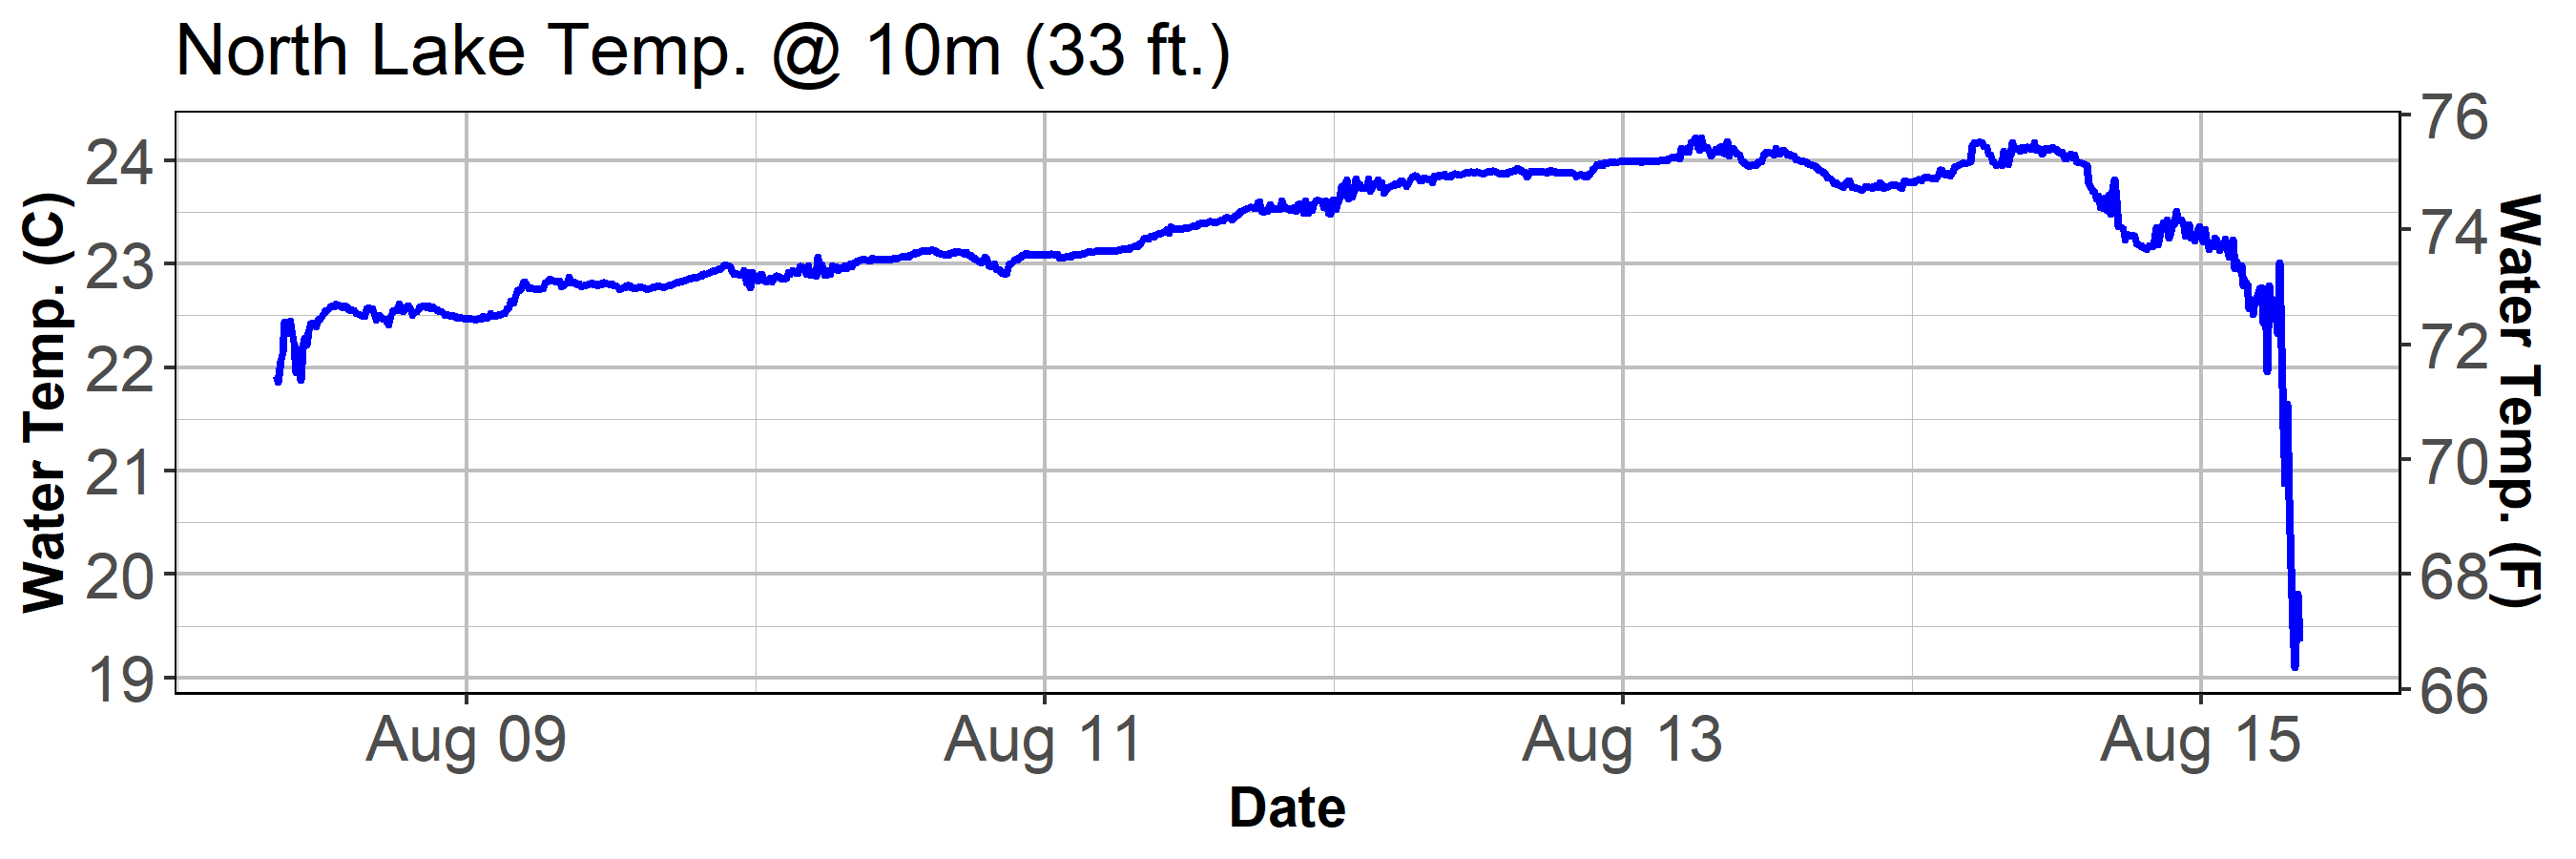 North Lake Temp. @ 10m (33 ft.)
Water Temp. (C)
24
23
22
21
20
19
76
74
72
70
68
66
Water Temp. (F)
Aug 09
Aug 11
Aug 13
Aug 15
Date